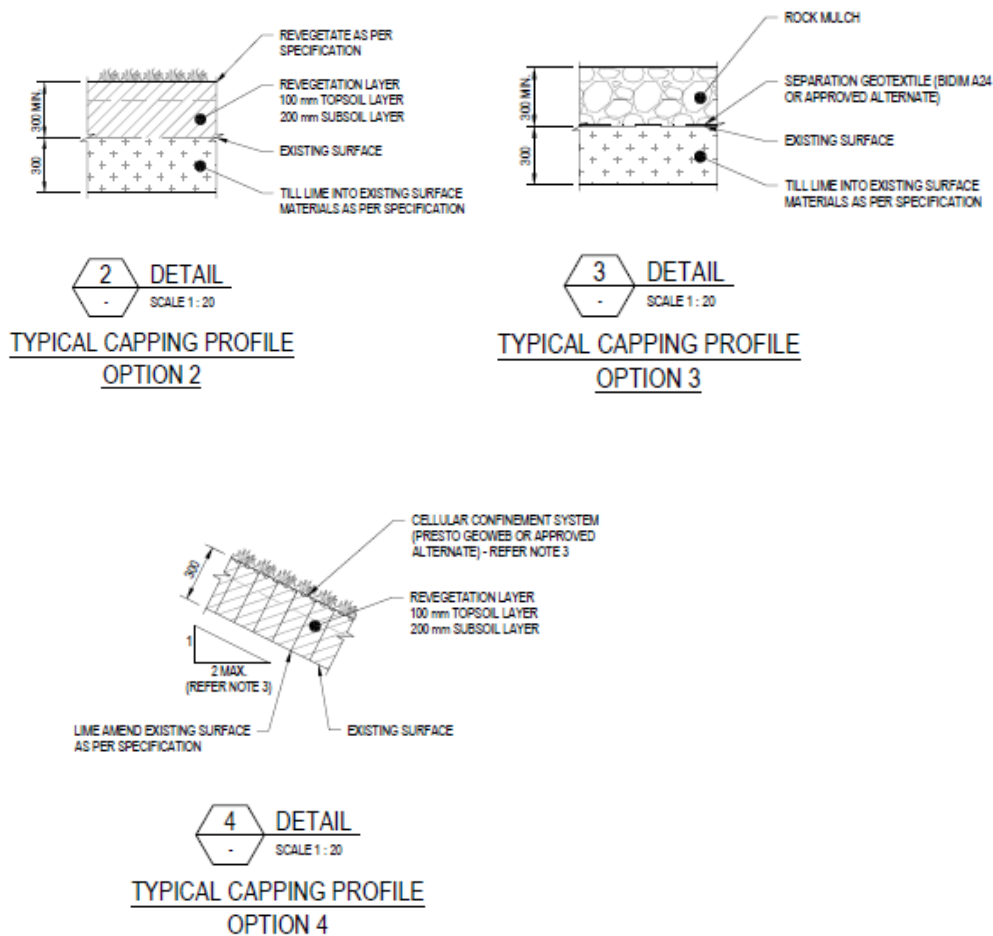 REVEGETATE AS PER
SPECIFICATION
REVEGETATION LAYER
100 mm TOPSOIL LAYER
200 mm SUBSOIL LAYER
EXISTING SURFACE
TILL LIME INTO EXISTING SURFACE
MATERIALS AS PER SPECIFICATION
300 MIN.
300
2 DETAIL
- SCALE 1 : 20
TYPICAL CAPPING PROFILE
OPTION 2
ROCK MULCH
SEPARATION GEOTEXTILE (BIDIM A24
OR APPROVED ALTERNATE)
EXISTING SURFACE
TILL LIME INTO EXISTING SURFACE
MATERIALS AS PER SPECIFICATION
300 MIN.
300
3 DETAIL
- SCALE 1 : 20
TYPICAL CAPPING PROFILE
OPTION 3
CELLULAR CONFINEMENT SYSTEM
(PRESTO GEOWEB OR APPROVED
ALTERNATE) - REFER NOTE 3
REVEGETATION LAYER
100 mm TOPSOIL LAYER
200 mm SUBSOIL LAYER
300
1
2 MAX.
(REFER NOTE 3)
LIME AMEND EXISTING SURFACE
AS PER SPECIFICATION
EXISTING SURFACE
4 DETAIL
- SCALE 1 : 20
TYPICAL CAPPING PROFILE
OPTION 4